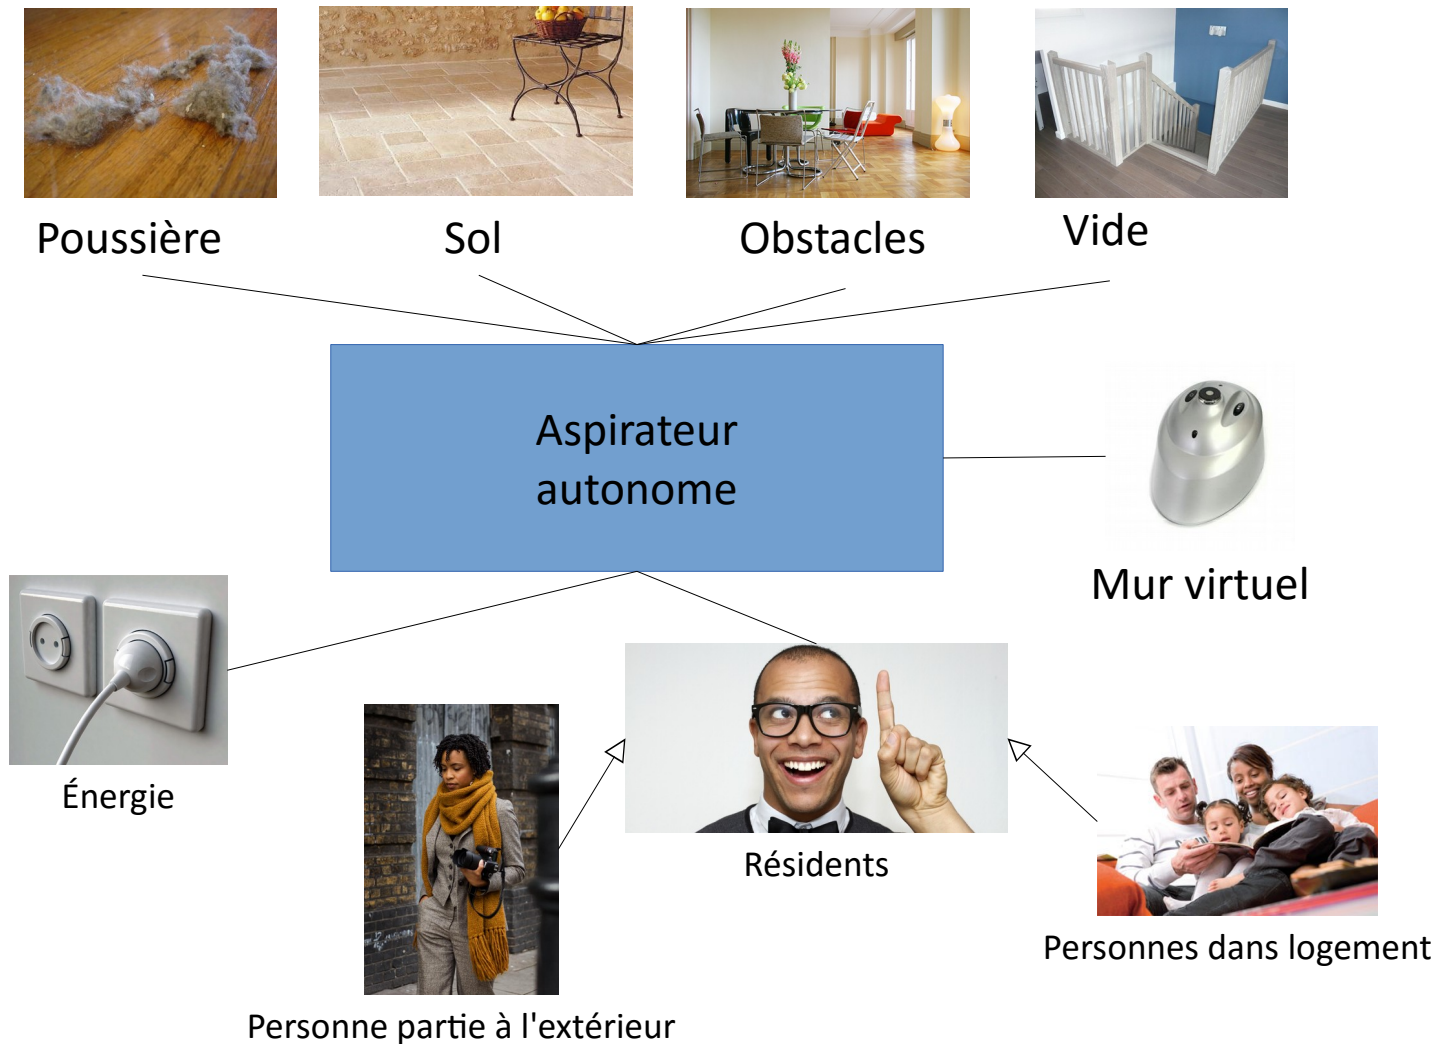 Poussière
Sol
Obstacles
Vide
Aspirateur
autonome
Mur virtuel
Énergie
Résidents
Personnes dans logement
Personne partie à l'extérieur